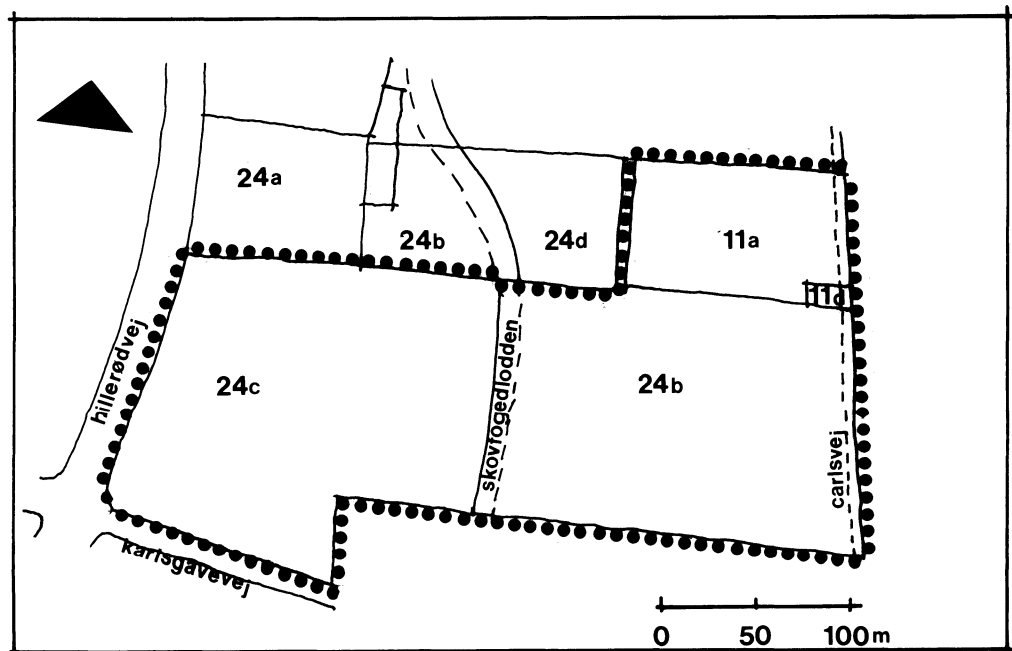 24a
24b
24d
11a
11d
hillerødvej
24c
skovfogedlodden
24b
carlsvej
karlsgavevej
0 50 100m